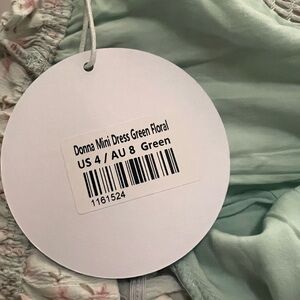 Donna Mini Dress Green Floral
US 4 / AU 8 Green
1161524